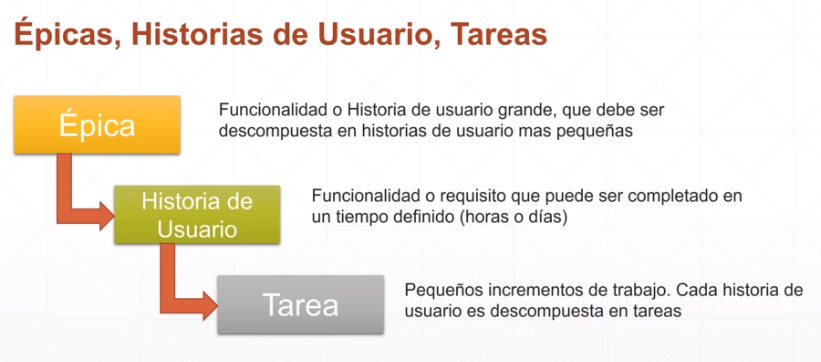 Épicas, Historias de Usuario, Tareas
Épica
Funcionalidad o Historia de usuario grande, que debe ser
descompuesta en historias de usuario mas pequeñas
Historia de
Usuario
Funcionalidad o requisito que puede ser completado en
un tiempo definido (horas o días)
Tarea
Pequeños incrementos de trabajo. Cada historia de
usuario es descompuesta en tareas